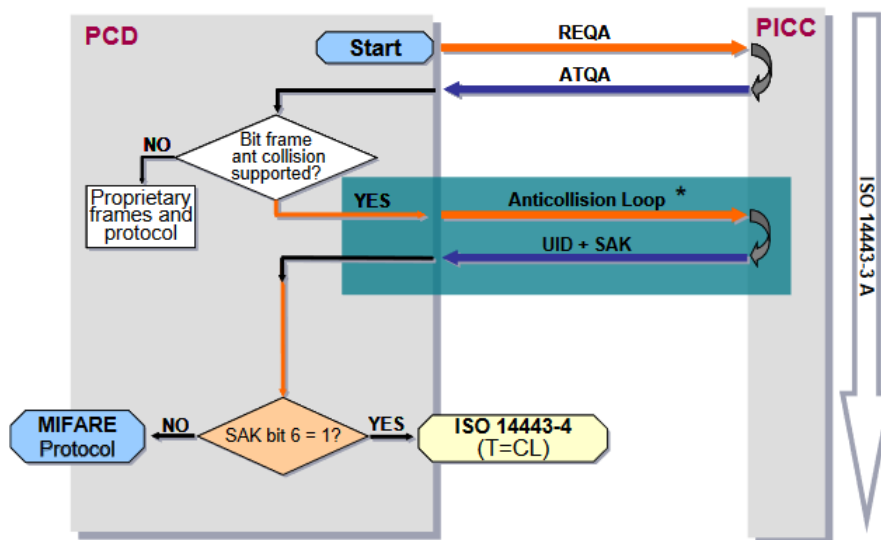 PCD
PICC
Start
REQA
ATQA
Bit frame
ant collision
supported?
NO
Proprietary
frames and
protocol
YES
Anticollision Loop *
UID + SAK
SAK bit 6 = 1?
NO
MIFARE
Protocol
YES
ISO 14443-4
(T=CL)
ISO 14443-3 A